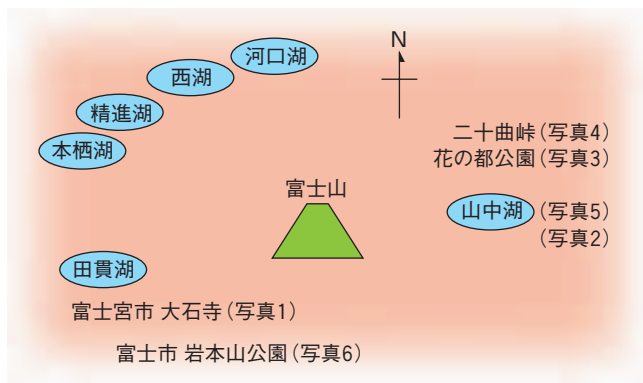 河口湖
N
西湖
精進湖
本栖湖
二十曲峠(写真4)
花の都公園(写真3)
富士山
山中湖 (写真5)
(写真2)
田貫湖
富士宮市 大石寺(写真1)
富士市 岩本山公園(写真6)